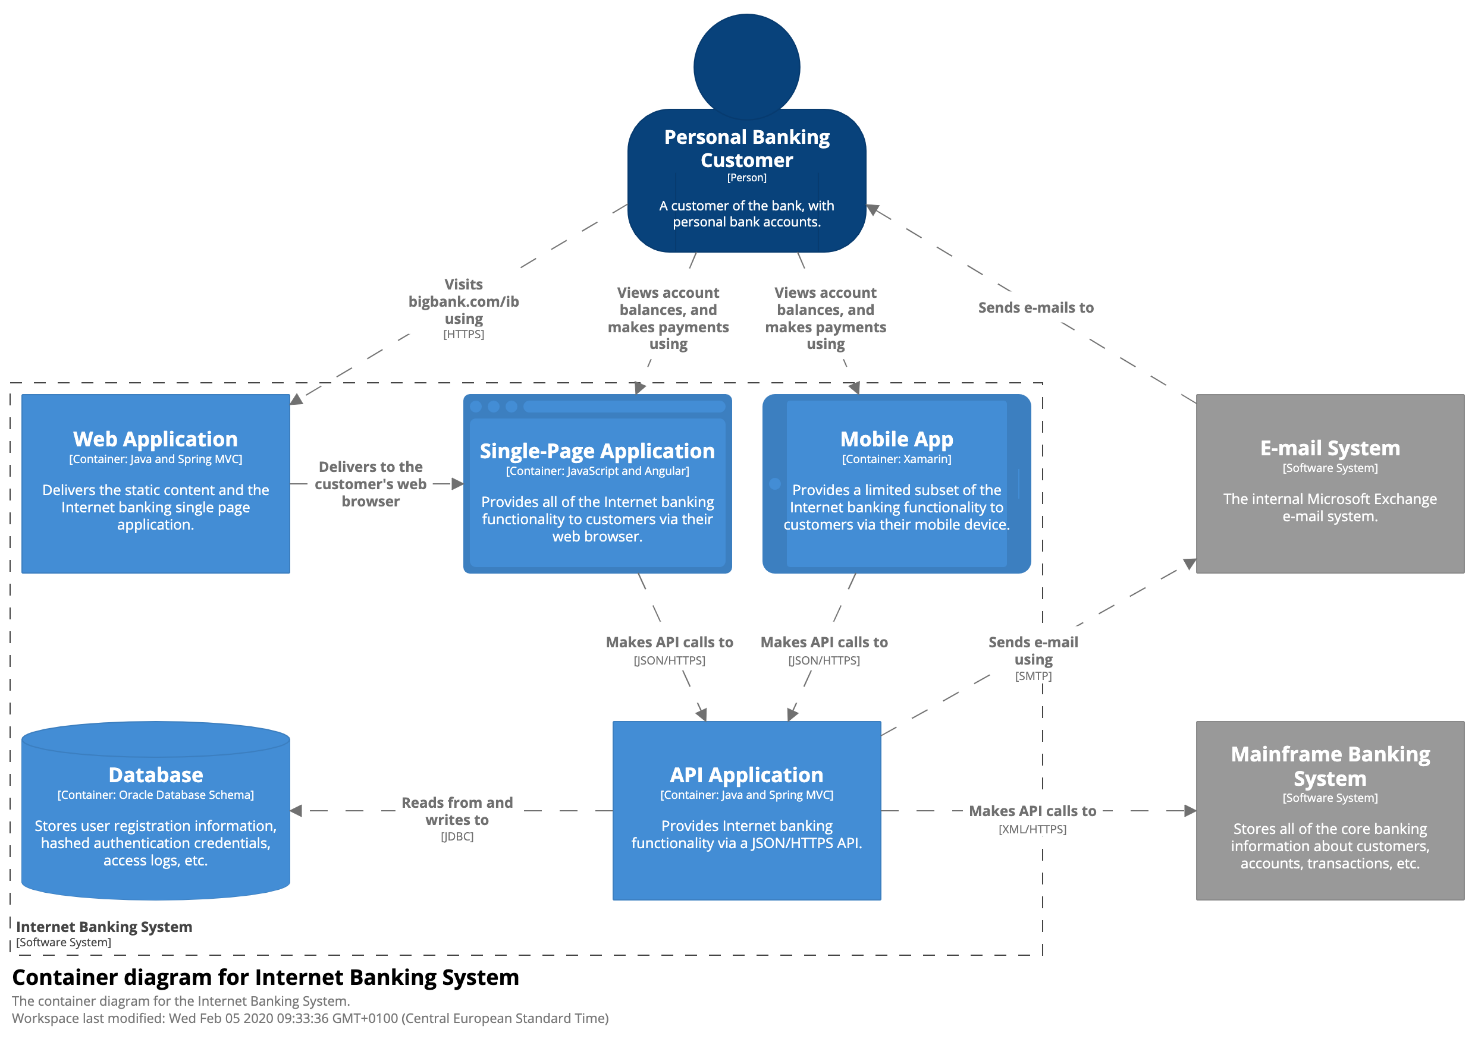 Personal Banking
Customer
[Person]
A customer of the bank, with
personal bank accounts.
Visits
bigbank.com/ib
using
[HTTPS]
Views account
balances, and
makes payments
using
Views account
balances, and
makes payments
using
Sends e-mails to
Web Application
[Container: Java and Spring MVC]
Delivers the static content and the
Internet banking single page
application.
Delivers to the
customer's web
browser
Single-Page Application
[Container: JavaScript and Angular]
Provides all of the Internet banking
functionality to customers via their
web browser.
Mobile App
[Container: Xamarin]
Provides a limited subset of the
Internet banking functionality to
customers via their mobile device.
E-mail System
[Software System]
The internal Microsoft Exchange
e-mail system.
Makes API calls to
[JSON/HTTPS]
Makes API calls to
[JSON/HTTPS]
Sends e-mail
using
[SMTP]
Database
[Container: Oracle Database Schema]
Stores user registration information,
hashed authentication credentials,
access logs, etc.
Reads from and
writes to
[JDBC]
API Application
[Container: Java and Spring MVC]
Provides Internet banking
functionality via a JSON/HTTPS API.
Makes API calls to
[XML/HTTPS]
Mainframe Banking
System
[Software System]
Stores all of the core banking
information about customers,
accounts, transactions, etc.
Internet Banking System
[Software System]
Container diagram for Internet Banking System
The container diagram for the Internet Banking System.
Workspace last modified: Wed Feb 05 2020 09:33:36 GMT+0100 (Central European Standard Time)